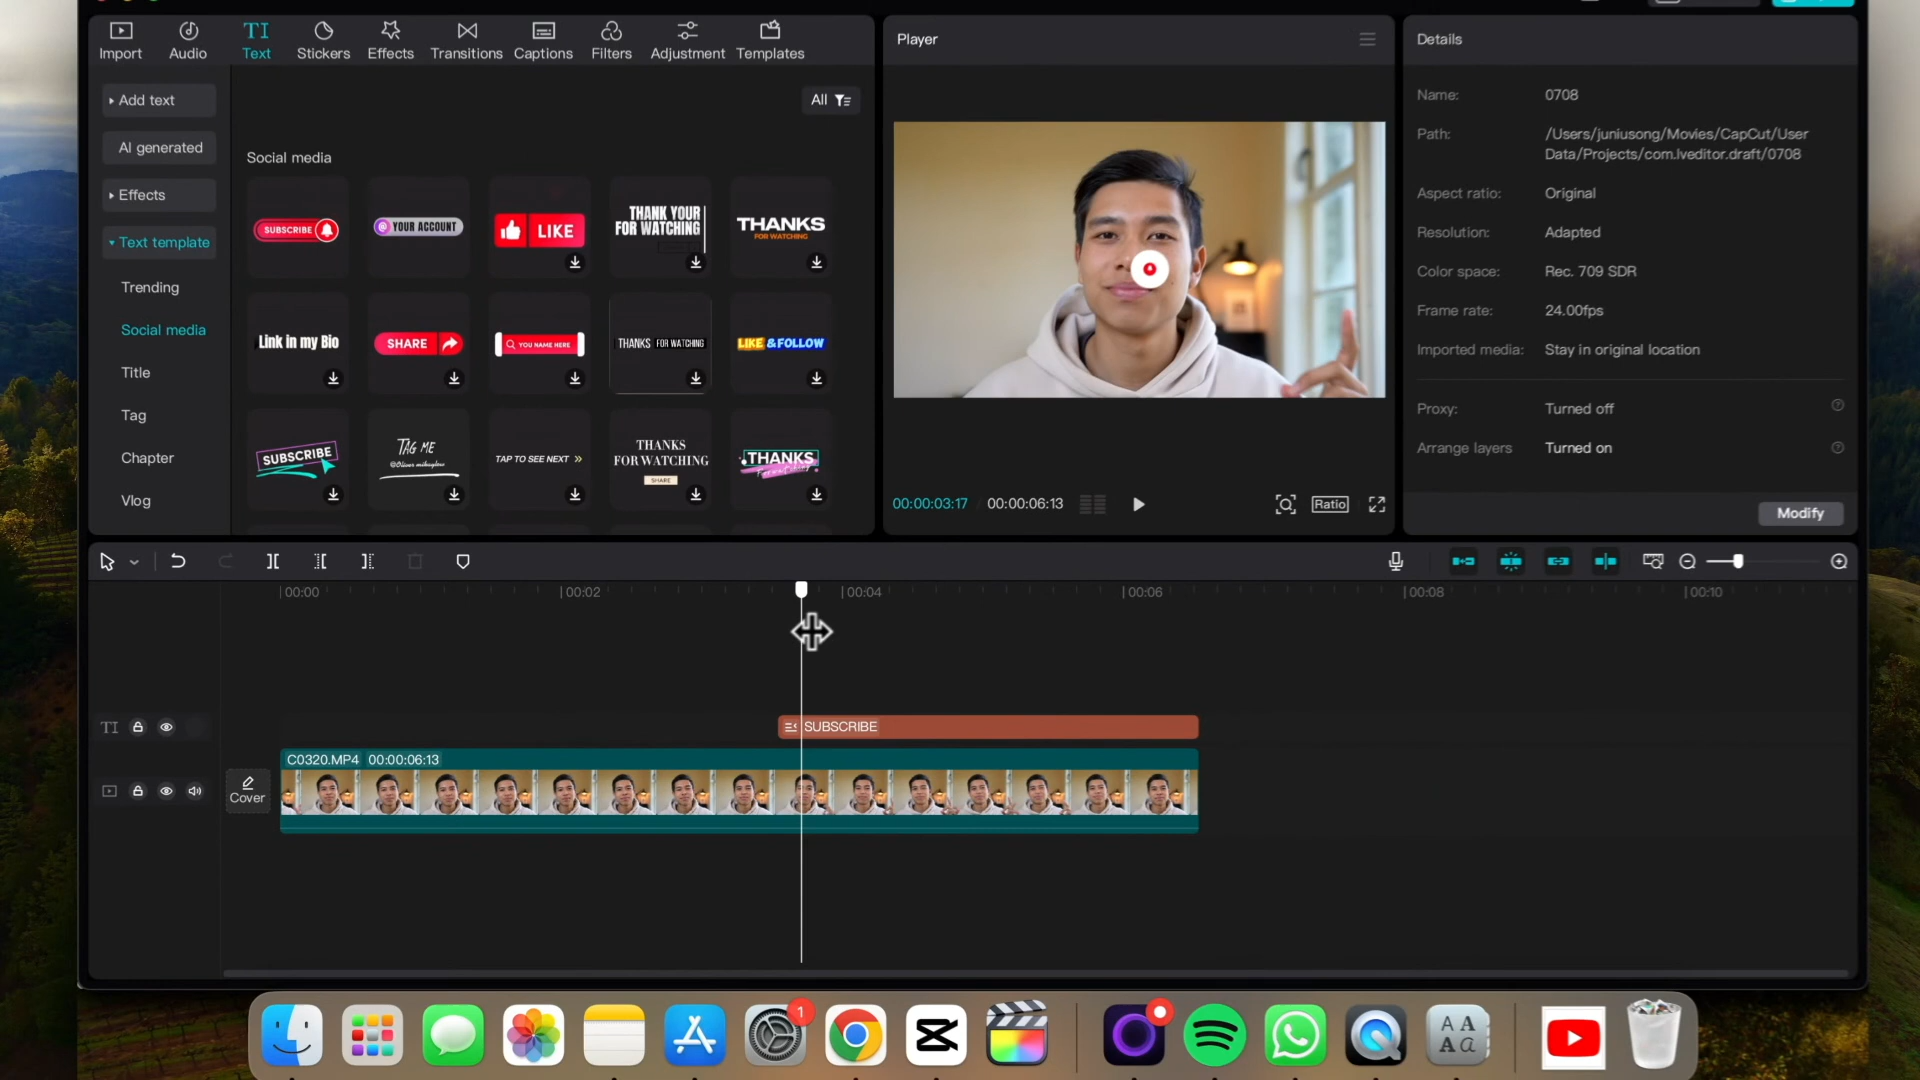 Import
Audio
TI
Text
Stickers
Effects
Transitions
Captions
Filters
Adjustment
Templates
Add text
AI generated
Effects
Text template
Trending
Social media
Title
Tag
Chapter
Vlog
All
Social media
SUBSCRIBE
YOUR ACCOUNT
LIKE
THANK YOUR
FOR WATCHING
THANKS
FOR WATCHING
Link in my Bio
SHARE
YOU NAME HERE
THANKS FOR WATCHING
LIKE & FOLLOW
SUBSCRIBE
TAG ME
TAP TO SEE NEXT »
THANKS
FOR WATCHING
SHARE
THANKS
For watching
Player
00:00:03:17
00:00:06:13
Ratio
Details
Name: 0708
Path: /Users/juniusong/Movies/CapCut/User
Data/Projects/com.lveditor.draft/0708
Aspect ratio: Original
Resolution: Adapted
Color space: Rec. 709 SDR
Frame rate: 24.00fps
Imported media: Stay in original location
Proxy: Turned off
Arrange layers Turned on
Modify
00:00
00:02
00:04
00:06
00:08
00:10
TI
SUBSCRIBE
C0320.MP4 00:00:06:13
Cover
1
A A
A a